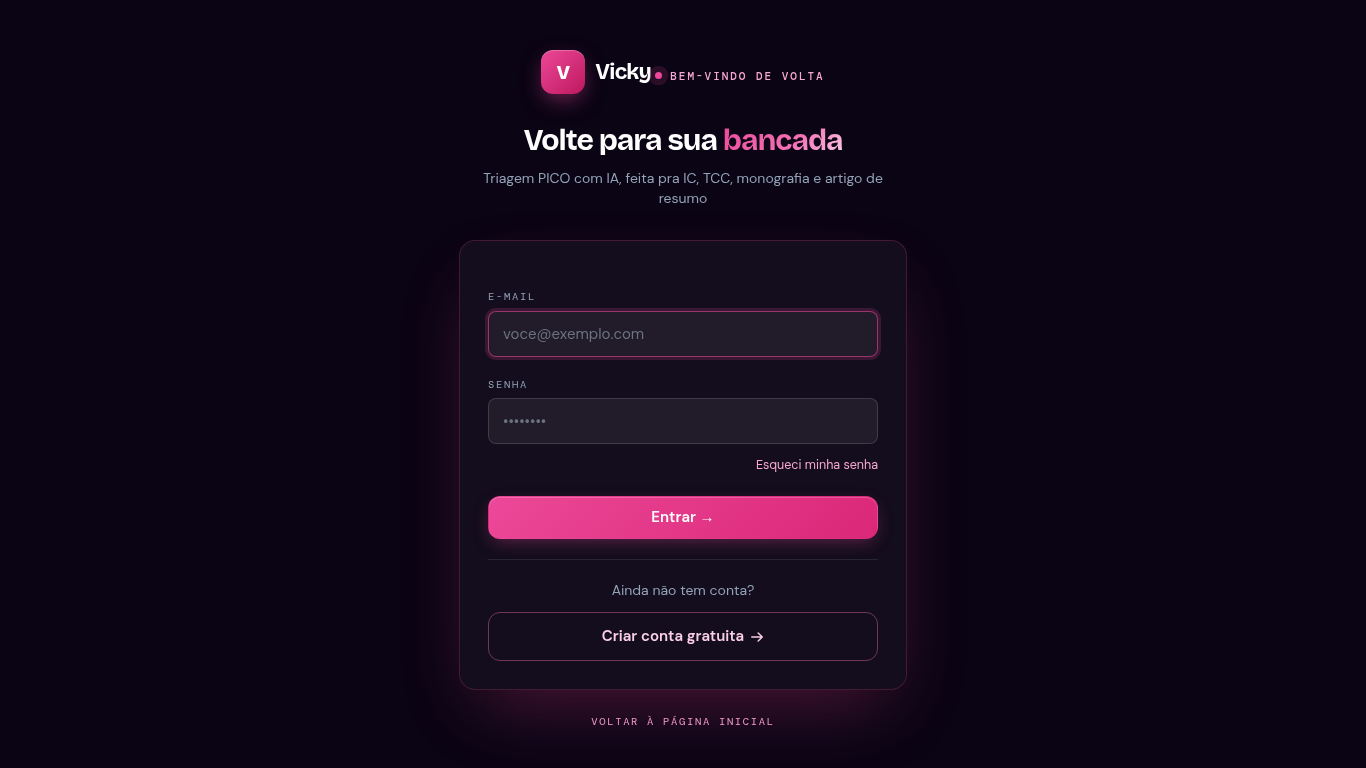 V
Vicky
BEM-VINDO DE VOLTA
Volte para sua bancada
Triagem PICO com IA, feita pra IC, TCC, monografia e artigo de
resumo
E-MAIL
voce@exemplo.com
SENHA
••••••••
Esqueci minha senha
Entrar →
Ainda não tem conta?
Criar conta gratuita →
VOLTAR À PÁGINA INICIAL